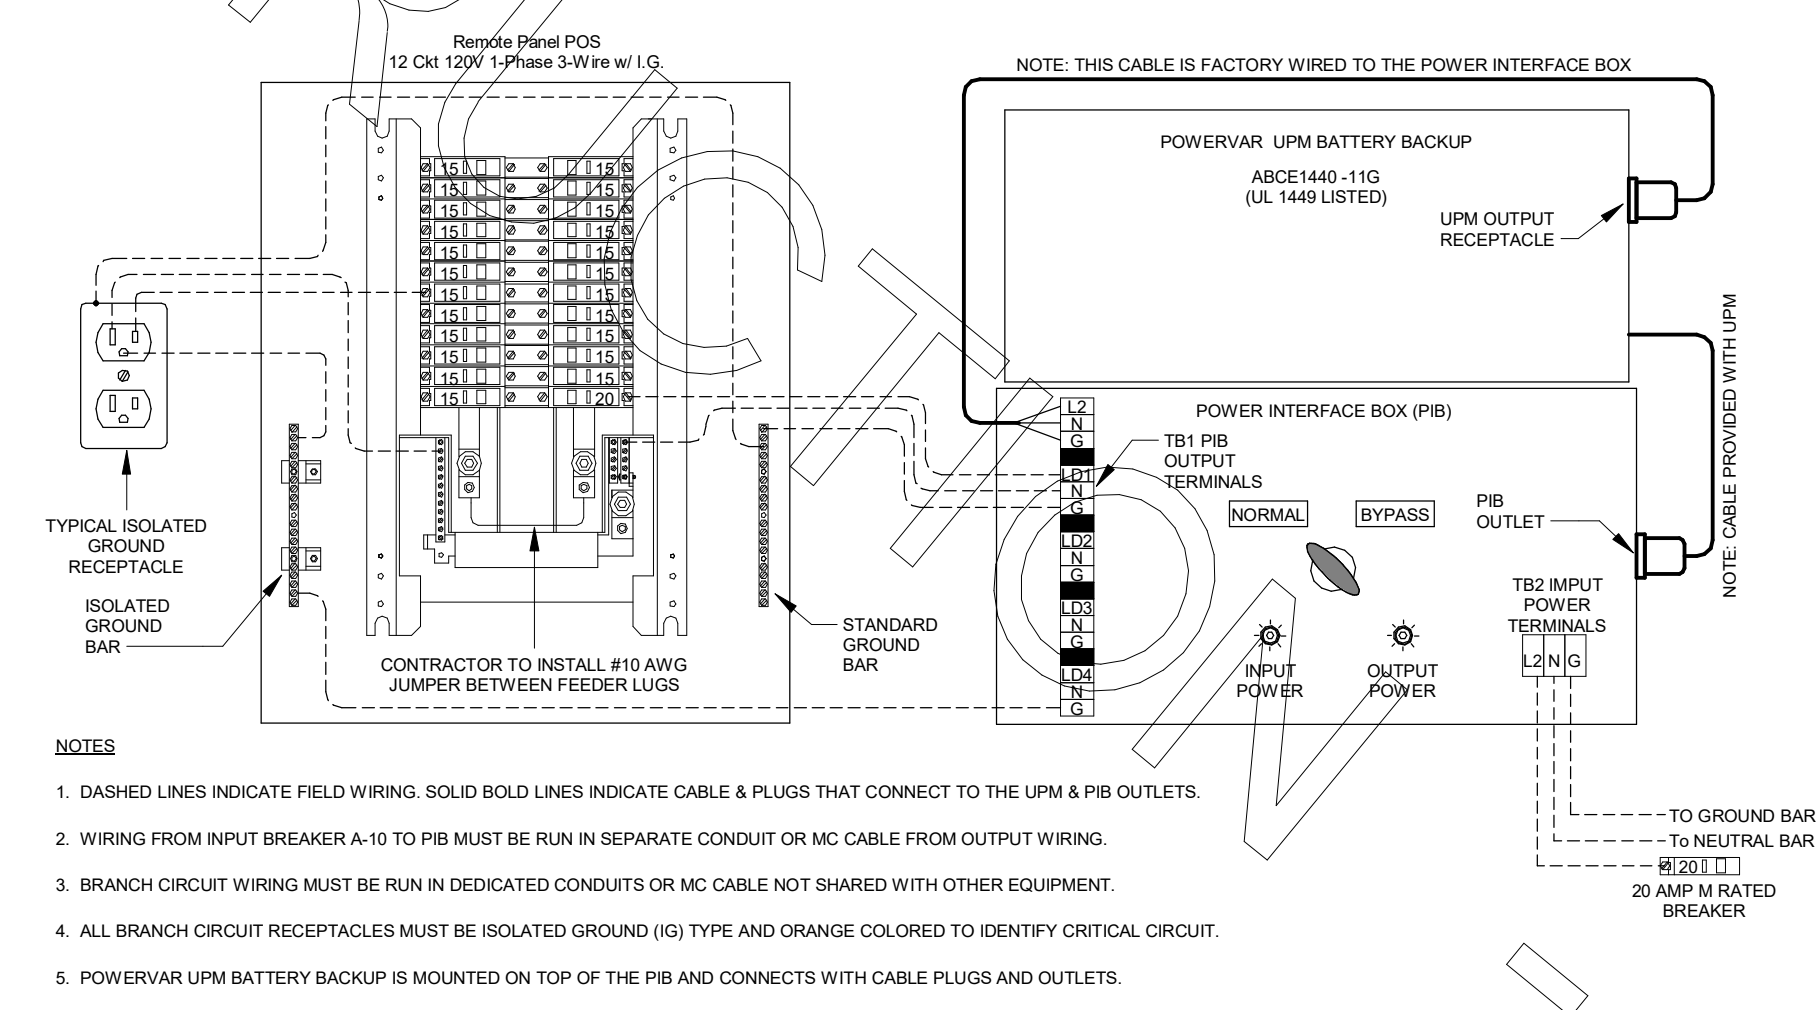 Remote Panel POS
12 Ckt 120V 1-Phase 3-Wire w/ I.G.
NOTE: THIS CABLE IS FACTORY WIRED TO THE POWER INTERFACE BOX
POWERVAR UPM BATTERY BACKUP
ABCE1440 -11G
(UL 1449 LISTED)
UPM OUTPUT
RECEPTACLE
NOTE: CABLE PROVIDED WITH UPM
15 15
15 15
15 15
15 15
15 15
15 15
15 15
15 15
15 15
15 15
15 15
15 20
TYPICAL ISOLATED
GROUND
RECEPTACLE
ISOLATED
GROUND
BAR
CONTRACTOR TO INSTALL #10 AWG
JUMPER BETWEEN FEEDER LUGS
STANDARD
GROUND
BAR
POWER INTERFACE BOX (PIB)
L2
N
G
LD1
N
G
LD2
N
G
LD3
N
G
LD4
N
G
TB1 PIB
OUTPUT
TERMINALS
NORMAL
BYPASS
PIB
OUTLET
INPUT
POWER
OUTPUT
POWER
TB2 IMPUT
POWER
TERMINALS
L2 N G
TO GROUND BAR
To NEUTRAL BAR
20
20 AMP M RATED
BREAKER
NOTES
1. DASHED LINES INDICATE FIELD WIRING. SOLID BOLD LINES INDICATE CABLE & PLUGS THAT CONNECT TO THE UPM & PIB OUTLETS.
2. WIRING FROM INPUT BREAKER A-10 TO PIB MUST BE RUN IN SEPARATE CONDUIT OR MC CABLE FROM OUTPUT WIRING.
3. BRANCH CIRCUIT WIRING MUST BE RUN IN DEDICATED CONDUITS OR MC CABLE NOT SHARED WITH OTHER EQUIPMENT.
4. ALL BRANCH CIRCUIT RECEPTACLES MUST BE ISOLATED GROUND (IG) TYPE AND ORANGE COLORED TO IDENTIFY CRITICAL CIRCUIT.
5. POWERVAR UPM BATTERY BACKUP IS MOUNTED ON TOP OF THE PIB AND CONNECTS WITH CABLE PLUGS AND OUTLETS.